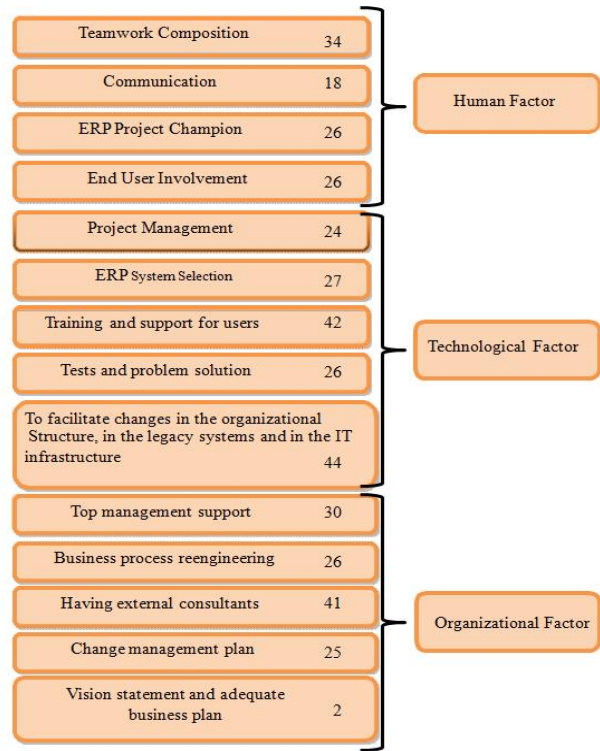 Teamwork Composition 34
Communication 18
ERP Project Champion 26
End User Involvement 26
Human Factor
Project Management 24
ERP System Selection 27
Training and support for users 42
Tests and problem solution 26
To facilitate changes in the organizational
Structure, in the legacy systems and in the IT
infrastructure 44
Technological Factor
Top management support 30
Business process reengineering 26
Having external consultants 41
Change management plan 25
Vision statement and adequate
business plan 2
Organizational Factor